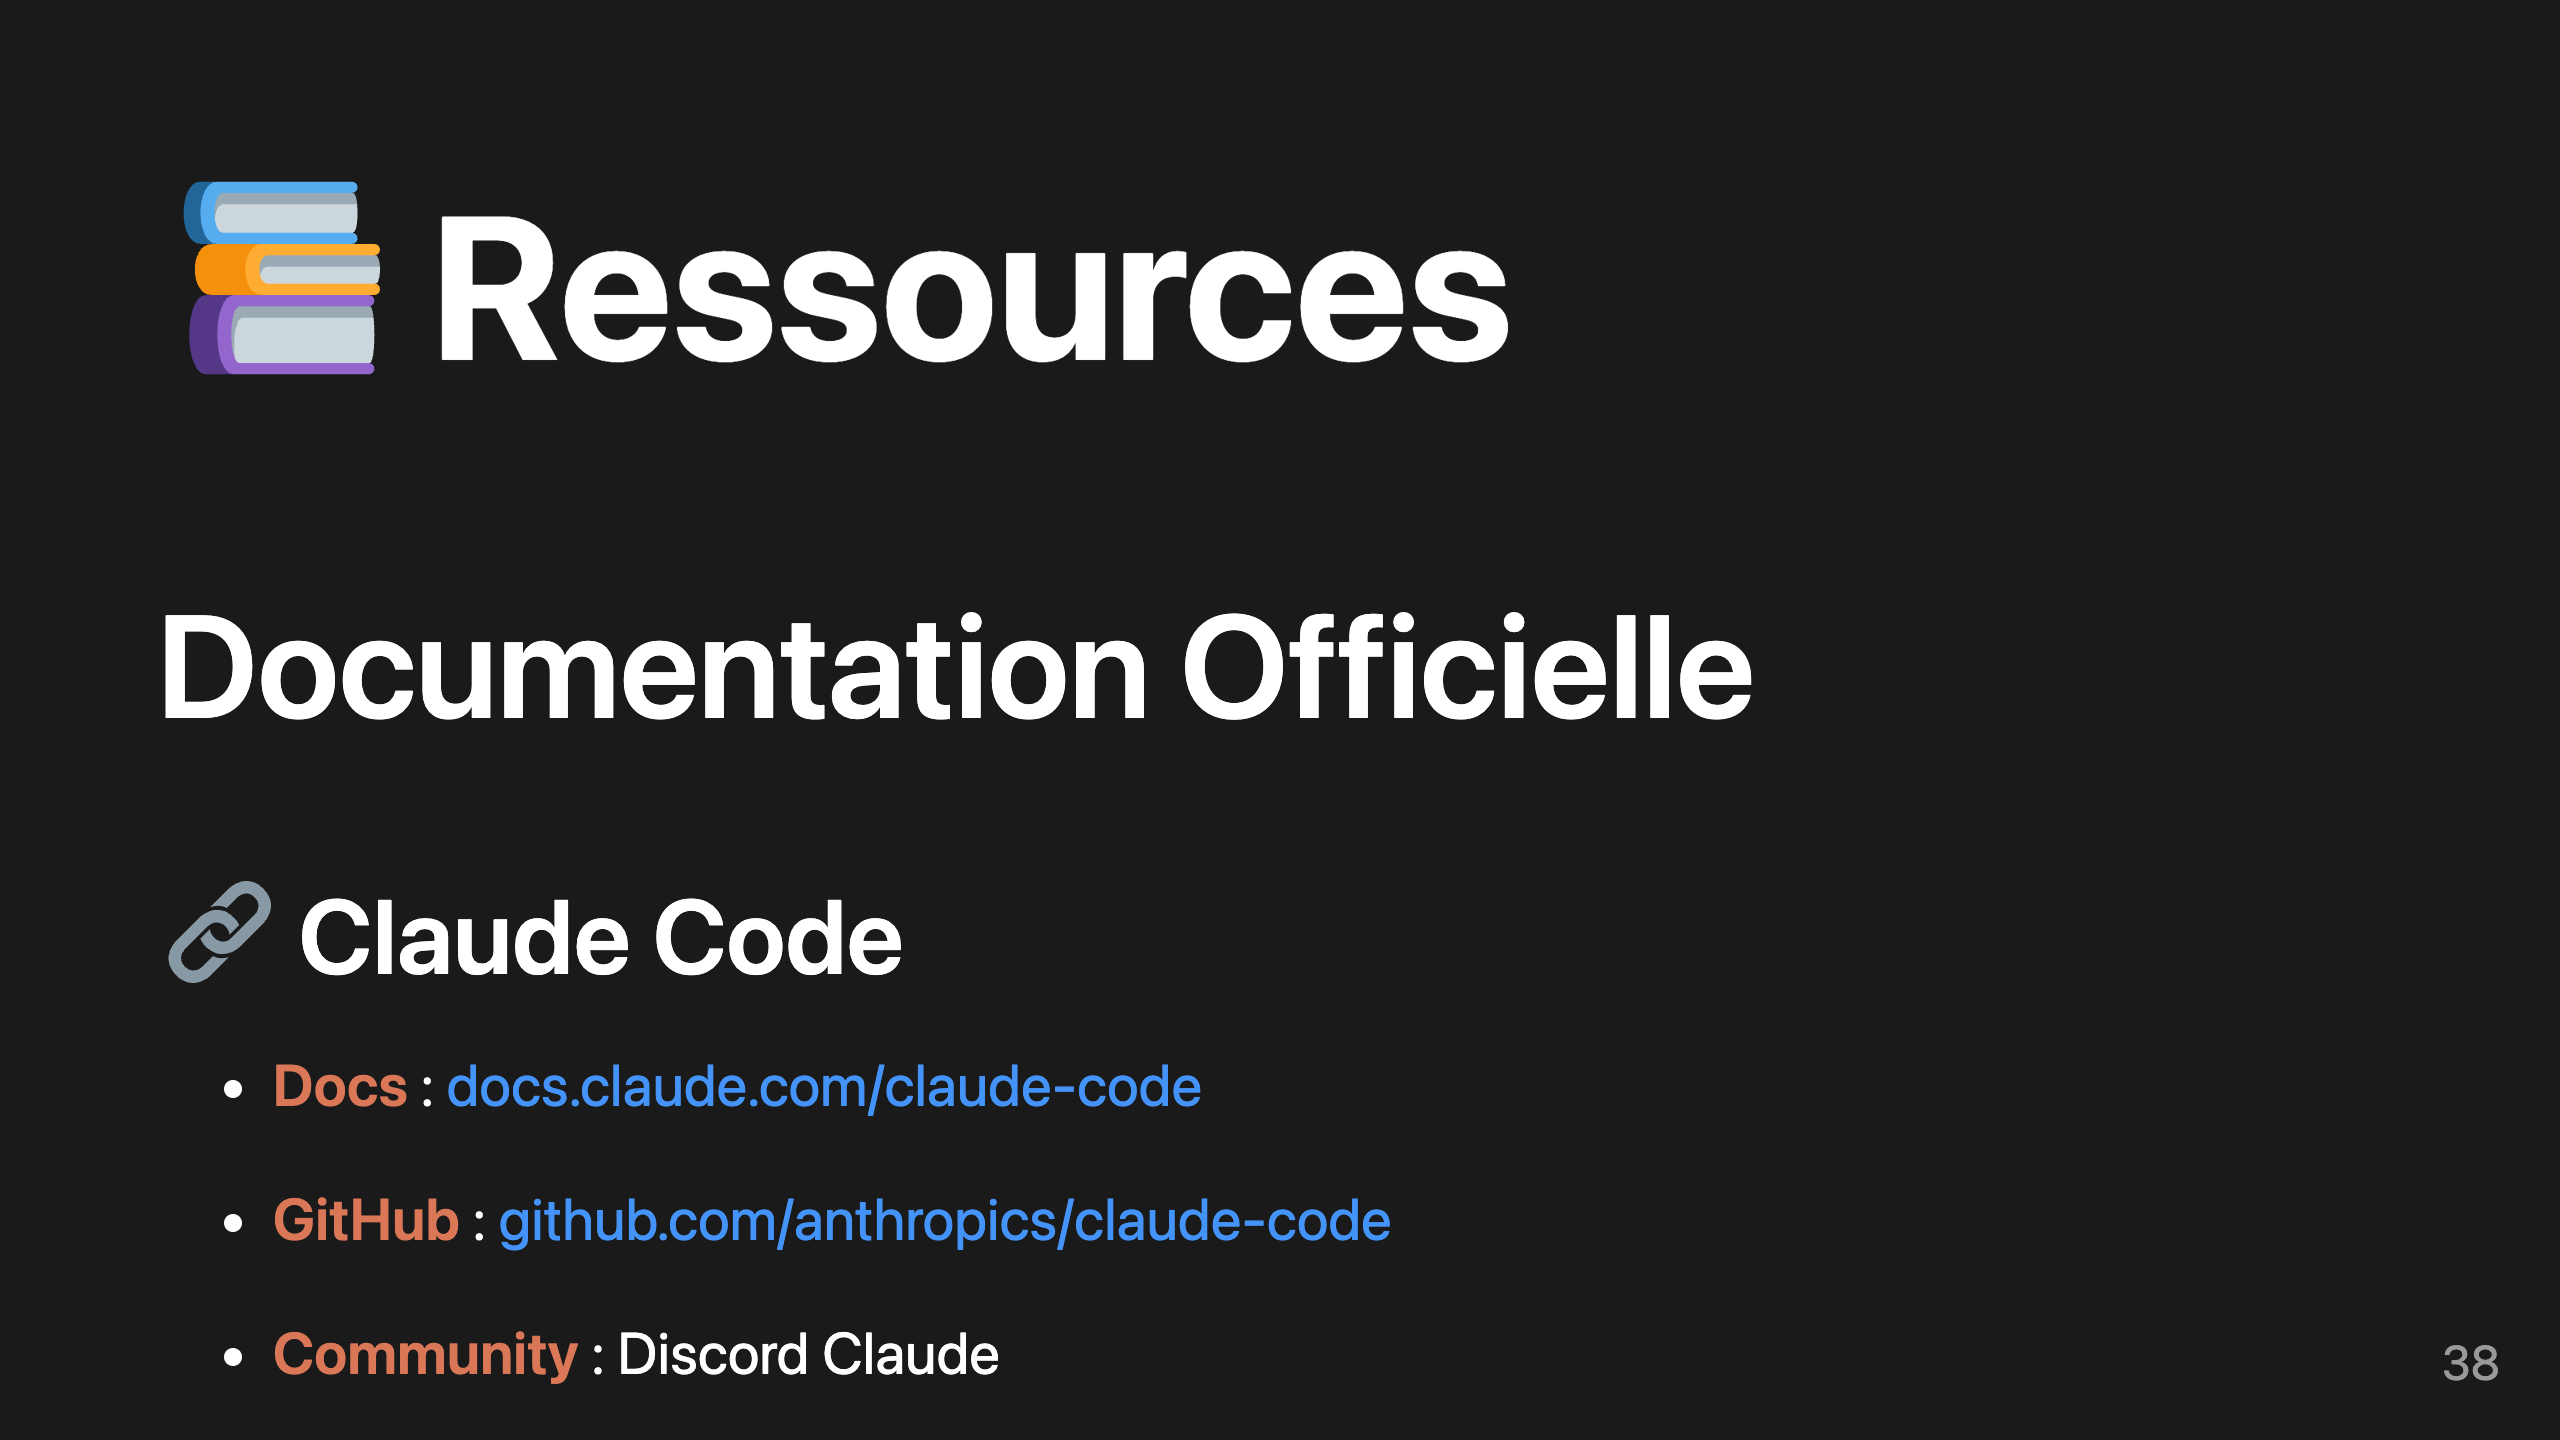 Ressources
Documentation Officielle
Claude Code
Docs : docs.claude.com/claude-code
GitHub : github.com/anthropics/claude-code
Community : Discord Claude
38